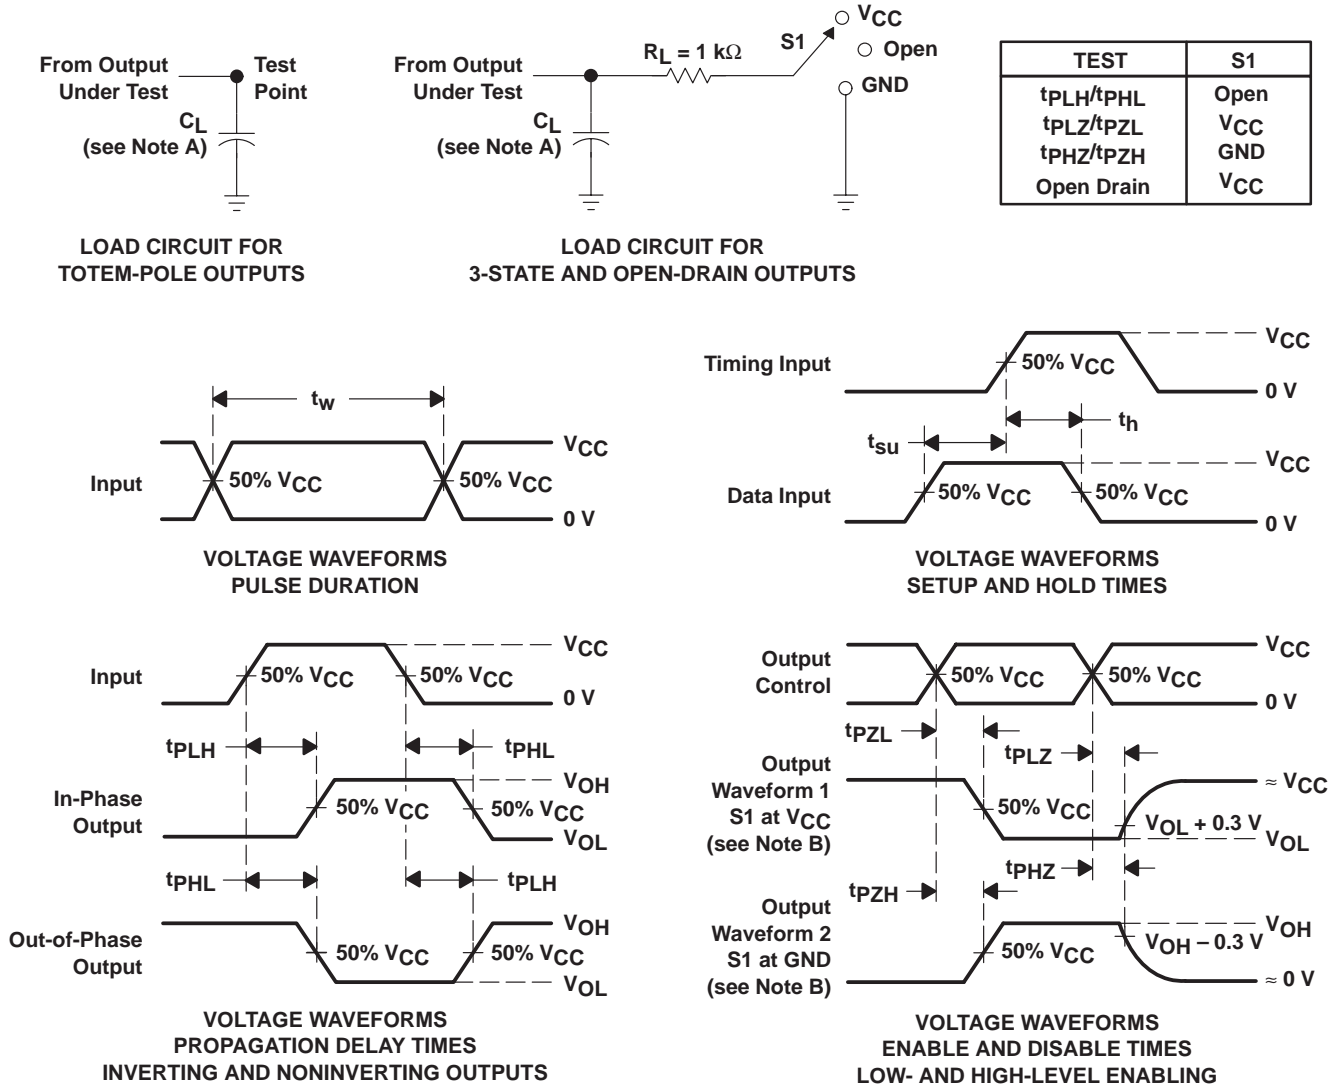 From Output
Under Test
Test
Point
CL
(see Note A)
LOAD CIRCUIT FOR
TOTEM-POLE OUTPUTS
From Output
Under Test
RL = 1 kΩ
S1
VCC
Open
GND
CL
(see Note A)
LOAD CIRCUIT FOR
3-STATE AND OPEN-DRAIN OUTPUTS
TEST S1
tPLH/tPHL Open
tPLZ/tPZL VCC
tPHZ/tPZH GND
Open Drain VCC
tw
Input
50% VCC
50% VCC
VCC
0 V
VOLTAGE WAVEFORMS
PULSE DURATION
Timing Input
50% VCC
VCC
0 V
th
tsu
Data Input
50% VCC
50% VCC
VCC
0 V
VOLTAGE WAVEFORMS
SETUP AND HOLD TIMES
Input
50% VCC
50% VCC
VCC
0 V
tPLH
tPHL
In-Phase
Output
50% VCC
50% VCC
VOH
VOL
tPHL
tPLH
Out-of-Phase
Output
50% VCC
50% VCC
VOH
VOL
VOLTAGE WAVEFORMS
PROPAGATION DELAY TIMES
INVERTING AND NONINVERTING OUTPUTS
Output
Control
50% VCC
50% VCC
VCC
0 V
tPZL
tPLZ
Output
Waveform 1
S1 at VCC
(see Note B)
50% VCC
VOL + 0.3 V
≈ VCC
VOL
tPZH
tPHZ
Output
Waveform 2
S1 at GND
(see Note B)
50% VCC
VOH − 0.3 V
VOH
≈ 0 V
VOLTAGE WAVEFORMS
ENABLE AND DISABLE TIMES
LOW- AND HIGH-LEVEL ENABLING